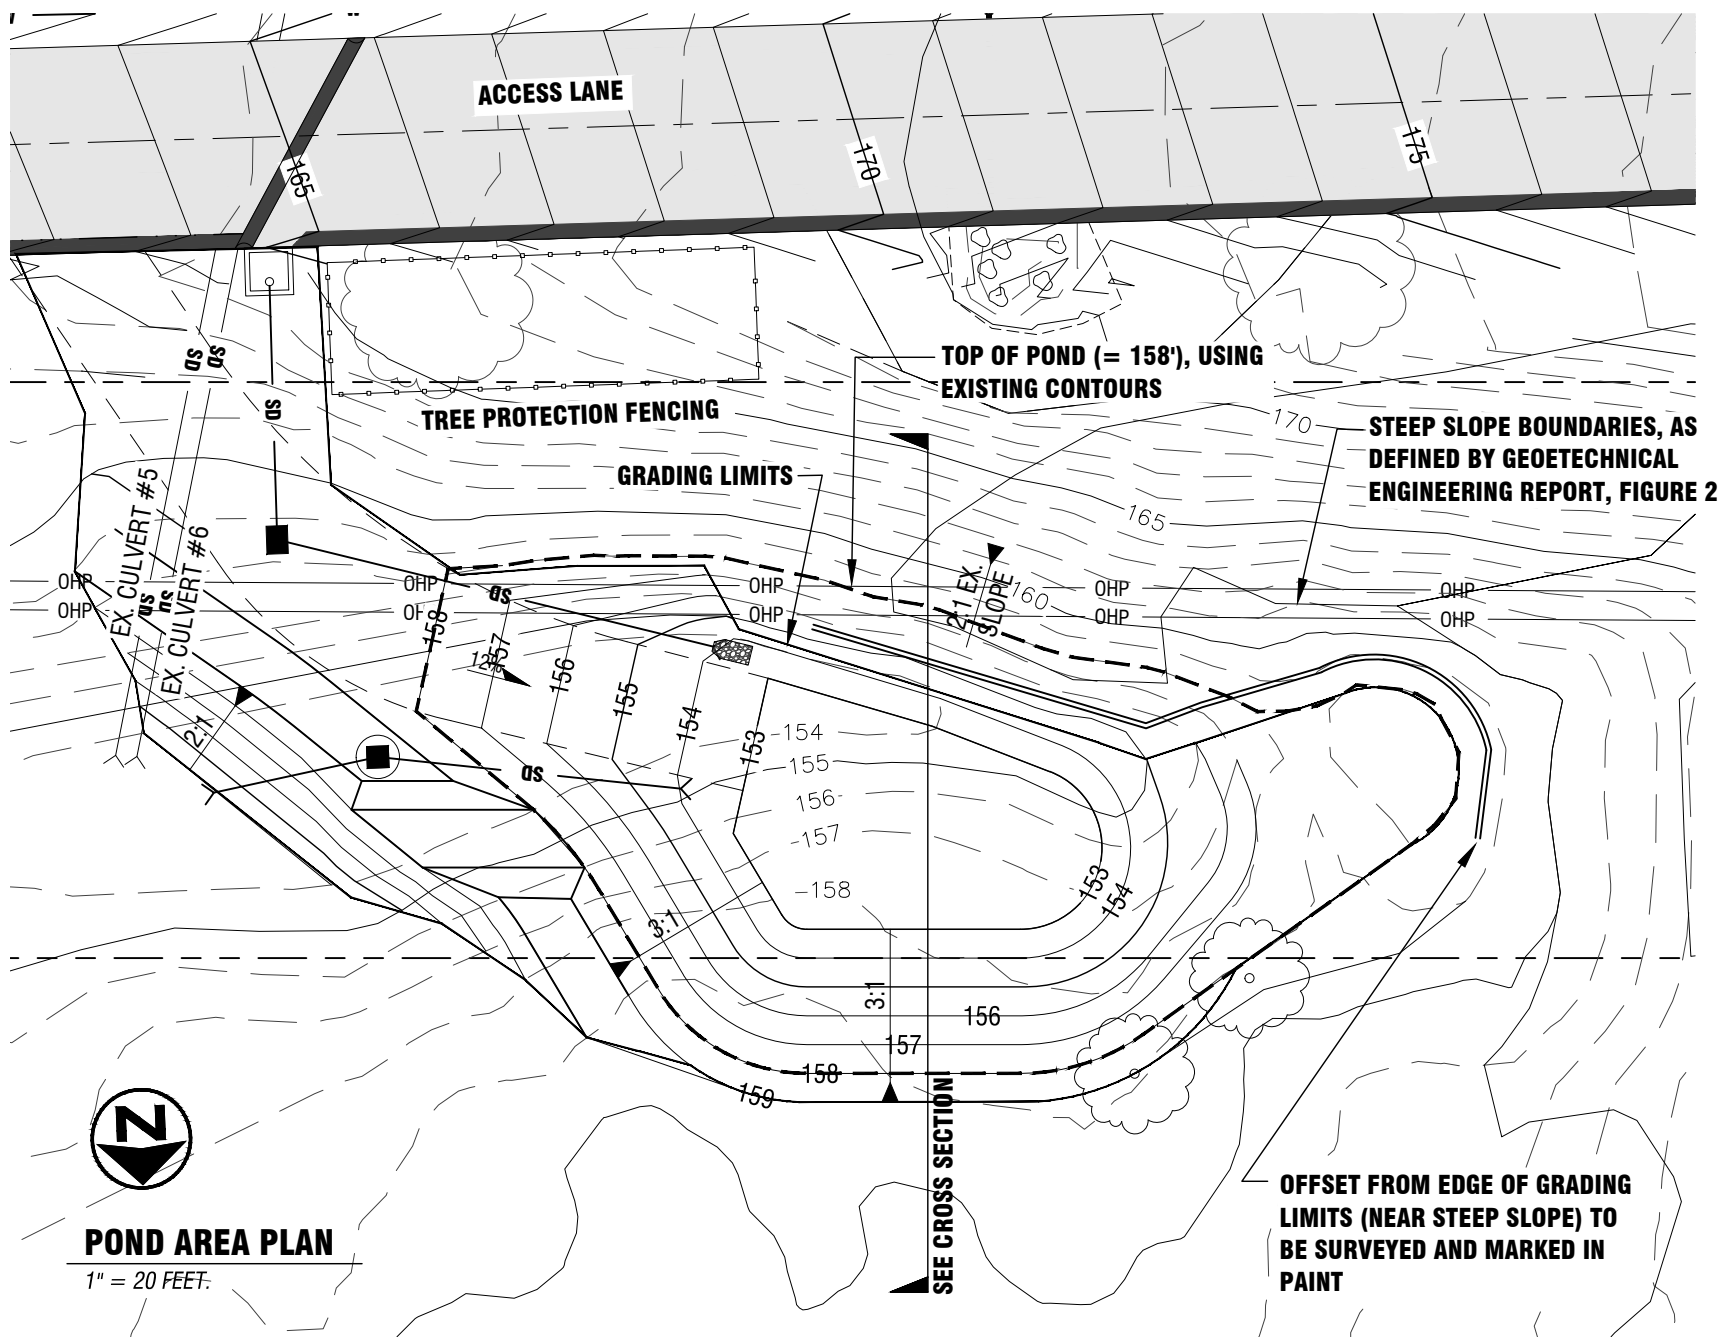 ACCESS LANE
165
170
175
SD
SD
SD
TOP OF POND (= 158'), USING
EXISTING CONTOURS
TREE PROTECTION FENCING
170
STEEP SLOPE BOUNDARIES, AS
DEFINED BY GEOETECHNICAL
ENGINEERING REPORT, FIGURE 2
GRADING LIMITS
EX. CULVERT #5
EX. CULVERT #6
165
OHP
OHP
OHP
OHP
OHP
OHP
OHP
OHP
OHP
SD
SD
SD
2:1 EX.
SLOPE
160
158
157
12%
156
155
154
153
2:1
154
155
156
157
158
SD
153
154
3:1
3:1
156
157
158
159
SEE CROSS SECTION
N
POND AREA PLAN
1" = 20 FEET.
OFFSET FROM EDGE OF GRADING
LIMITS (NEAR STEEP SLOPE) TO
BE SURVEYED AND MARKED IN
PAINT